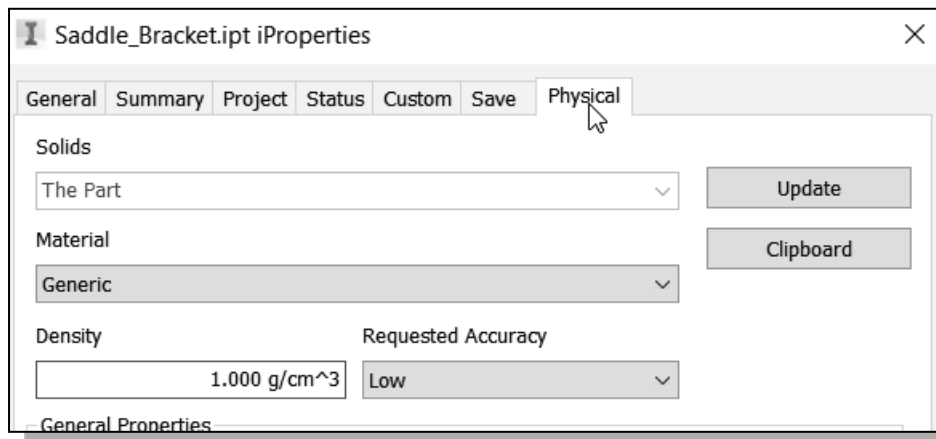 Saddle_Bracket.ipt iProperties
General Summary Project Status Custom Save Physical
Solids
The Part
Update
Material
Clipboard
Generic
Density Requested Accuracy
1.000 g/cm^3 Low
General Properties